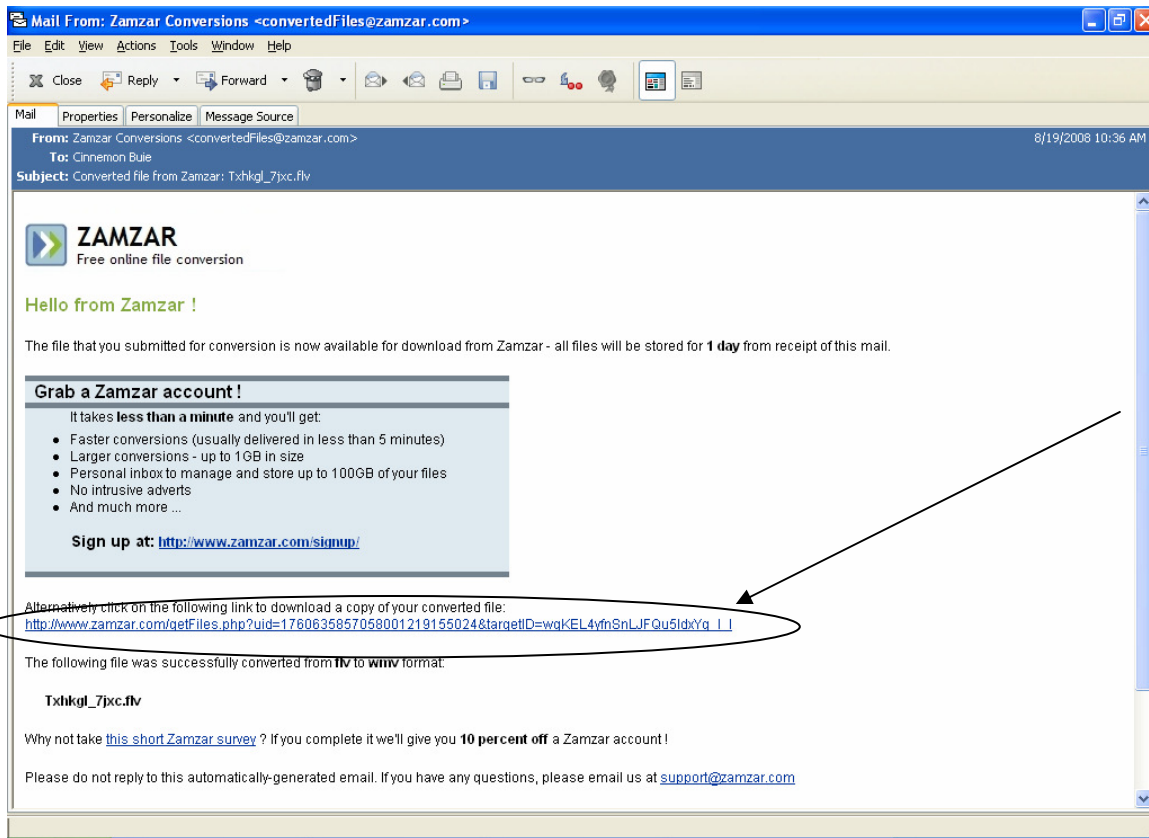 Mail From: Zamzar Conversions <convertedFiles@zamzar.com>
File Edit View Actions Tools Window Help
Close Reply Forward
Mail Properties Personalize Message Source
From: Zamzar Conversions <convertedFiles@zamzar.com> 8/19/2008 10:36 AM
To: Cinnemon Buie
Subject: Converted file from Zamzar: Txhkgl_7jxc.flv
ZAMZAR
Free online file conversion
Hello from Zamzar !
The file that you submitted for conversion is now available for download from Zamzar - all files will be stored for 1 day from receipt of this mail.
Grab a Zamzar account !
It takes less than a minute and you'll get:
• Faster conversions (usually delivered in less than 5 minutes)
• Larger conversions - up to 1GB in size
• Personal inbox to manage and store up to 100GB of your files
• No intrusive adverts
• And much more ...
Sign up at: http://www.zamzar.com/signup/
Alternatively click on the following link to download a copy of your converted file:
http://www.zamzar.com/getFiles.php?uid=1760635857058001219155024&targetID=wqKEL4yfnSnLJFQu5IdxYg_l_l
The following file was successfully converted from flv to wmv format:
Txhkgl_7jxc.flv
Why not take this short Zamzar survey ? If you complete it we'll give you 10 percent off a Zamzar account !
Please do not reply to this automatically-generated email. If you have any questions, please email us at support@zamzar.com